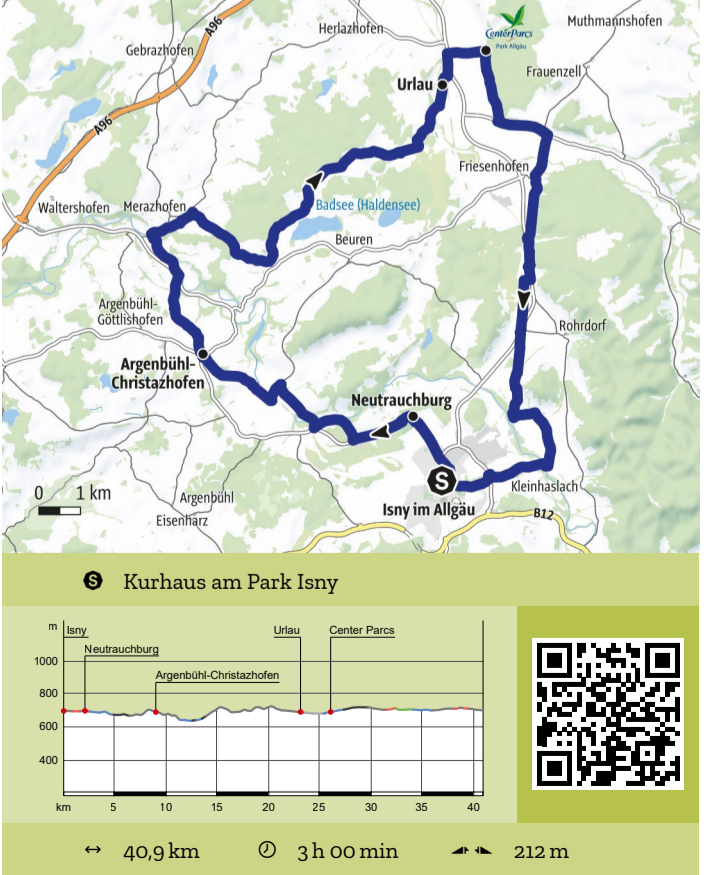 CenterParcs
Park Allgäu
Muthmannshofen
Herlazhofen
A96
Gebrazhofen
Frauenzell
Urlau
A96
Friesenhofen
Waltershofen
Merazhofen
Badsee (Haldensee)
Beuren
Argenbühl-
Göttlishofen
Rohrdorf
Argenbühl-
Christazhofen
Neutrauchburg
S
0 1 km
Argenbühl
Eisenharz
Kleinhaslach
Isny im Allgäu
B12
S Kurhaus am Park Isny
m
Isny
Urlau
Center Parcs
Neutrauchburg
Argenbühl-Christazhofen
1000
800
600
400
km 5 10 15 20 25 30 35 40
40,9 km 3 h 00 min 212 m